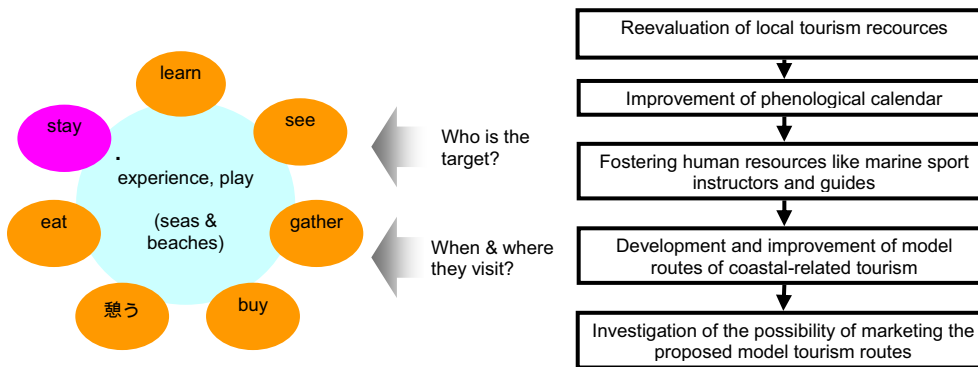 learn
stay
see
.
experience, play
(seas &
beaches)
eat
gather
憩う
buy
Who is the
target?
When & where
they visit?
Reevaluation of local tourism recources
Improvement of phenological calendar
Fostering human resources like marine sport
instructors and guides
Development and improvement of model
routes of coastal-related tourism
Investigation of the possibility of marketing the
proposed model tourism routes